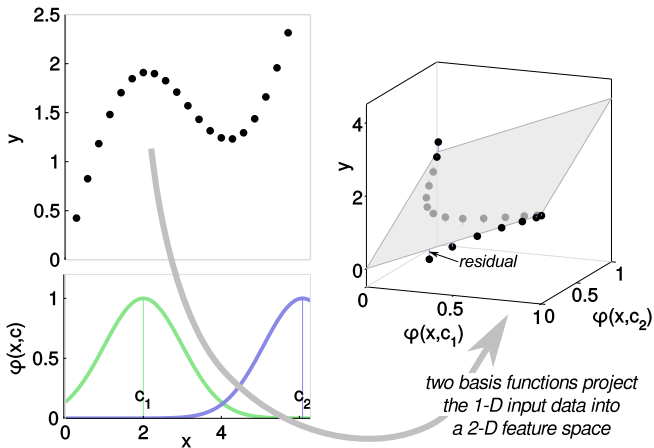 2.5
2
1.5
1
0.5
0
y
1
0.5
0
φ(x,c)
c1
c2
0
2
4
6
x
4
2
0
y
residual
0
0.5
1
0
0.5
1
φ(x,c1)
φ(x,c2)
two basis functions project
the 1-D input data into
a 2-D feature space